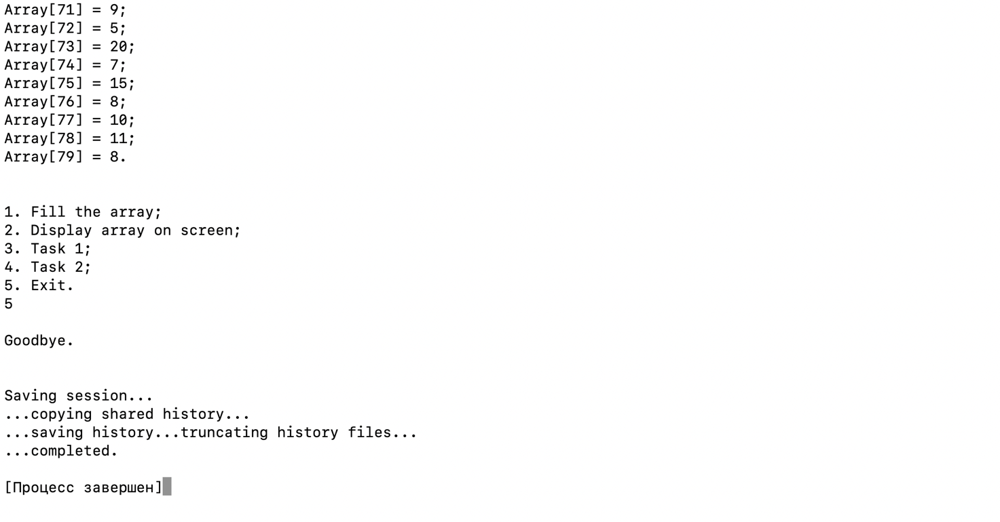 Array[71] = 9;
Array[72] = 5;
Array[73] = 20;
Array[74] = 7;
Array[75] = 15;
Array[76] = 8;
Array[77] = 10;
Array[78] = 11;
Array[79] = 8.
1. Fill the array;
2. Display array on screen;
3. Task 1;
4. Task 2;
5. Exit.
5
Goodbye.
Saving session...
...copying shared history...
...saving history...truncating history files...
...completed.
[Процесс завершен]